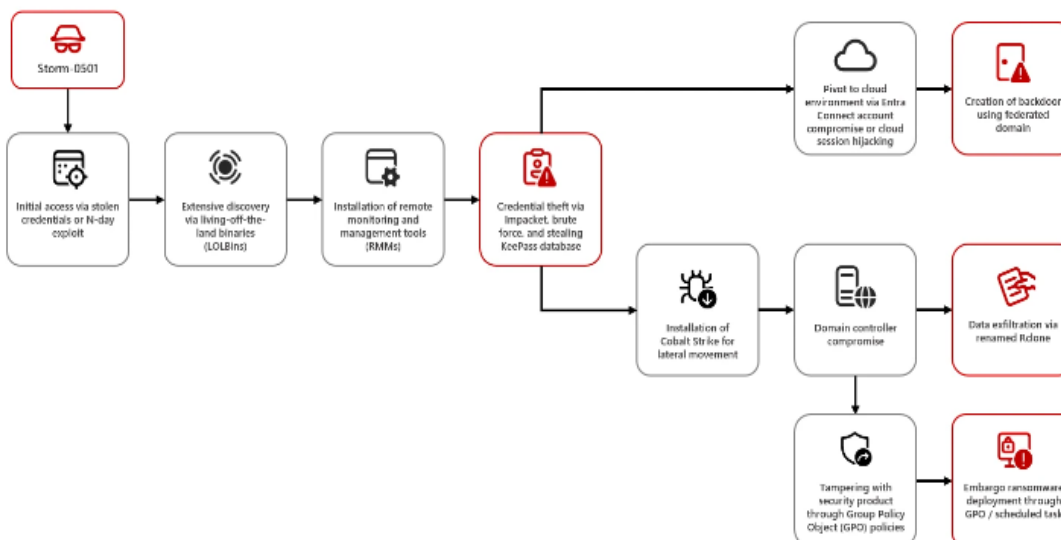 Storm-0501
Pivot to cloud
environment via Entra
Connect account
compromise or cloud
session hijacking
Creation of backdoor
using federated
domain
Initial access via stolen
credentials or N-day
exploit
Extensive discovery
via living-off-the-
land binaries
(LOLBins)
Installation of remote
monitoring and
management tools
(RMMs)
Credential theft via
Impacket, brute
force, and stealing
KeePass database
Installation of
Cobalt Strike for
lateral movement
Domain controller
compromise
Data exfiltration via
renamed Rclone
Tampering with
security product
through Group Policy
Object (GPO) policies
Embargo ransomware
deployment through
GPO / scheduled task